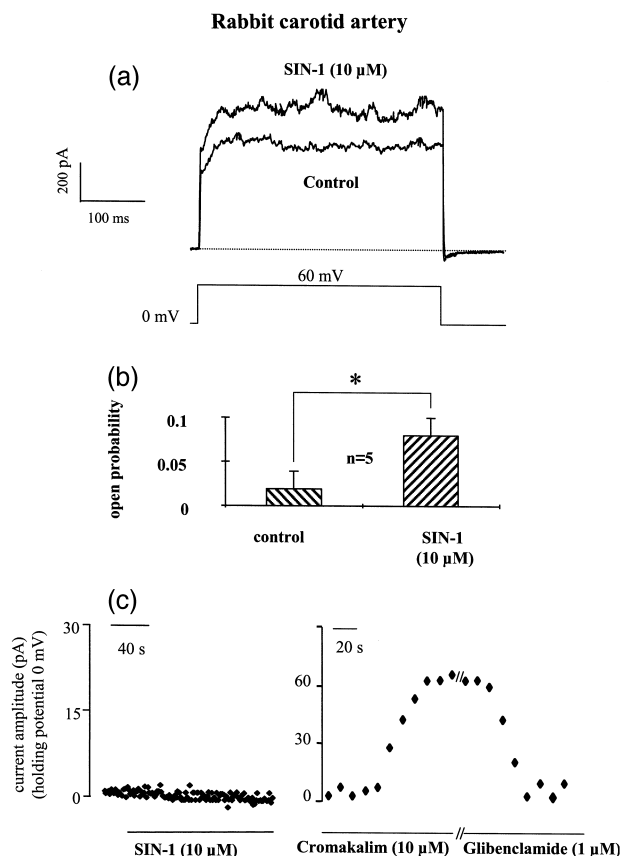 Rabbit carotid artery
(a)
SIN-1 (10 µM)
200 pA
Control
100 ms
60 mV
0 mV
(b)
*
open probability
0.1
0.05
0
n=5
control
SIN-1
(10 µM)
(c)
current amplitude (pA)
(holding potential 0 mV)
30
15
0
40 s
SIN-1 (10 µM)
20 s
60
30
0
Cromakalim (10 µM)
Glibenclamide (1 µM)